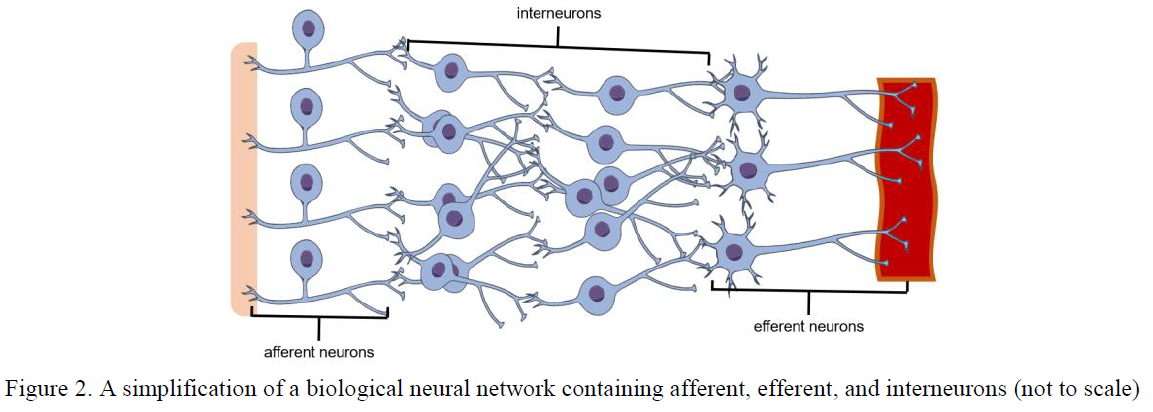 interneurons
efferent neurons
afferent neurons
Figure 2. A simplification of a biological neural network containing afferent, efferent, and interneurons (not to scale)